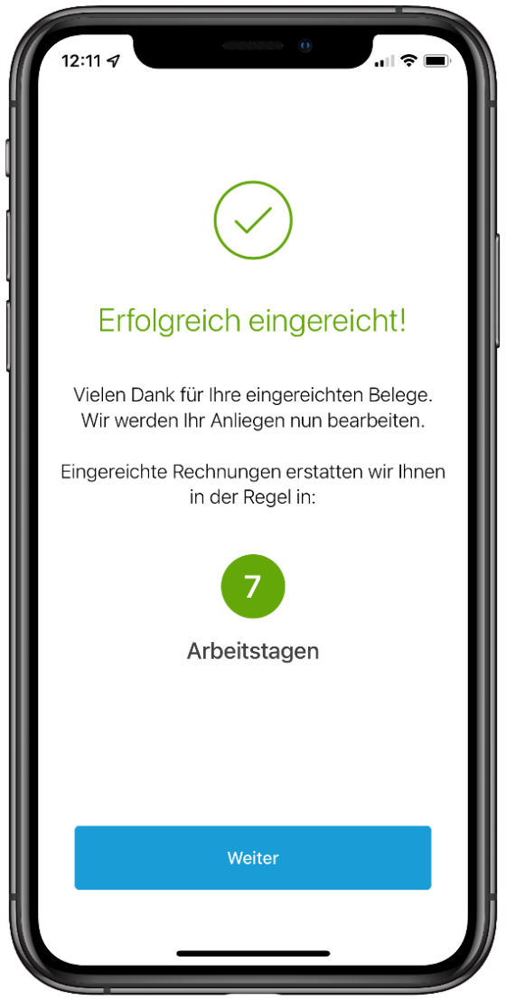 12:11
Erfolgreich eingereicht!
Vielen Dank für Ihre eingereichten Belege.
Wir werden Ihr Anliegen nun bearbeiten.
Eingereichte Rechnungen erstatten wir Ihnen
in der Regel in:
7
Arbeitstagen
Weiter